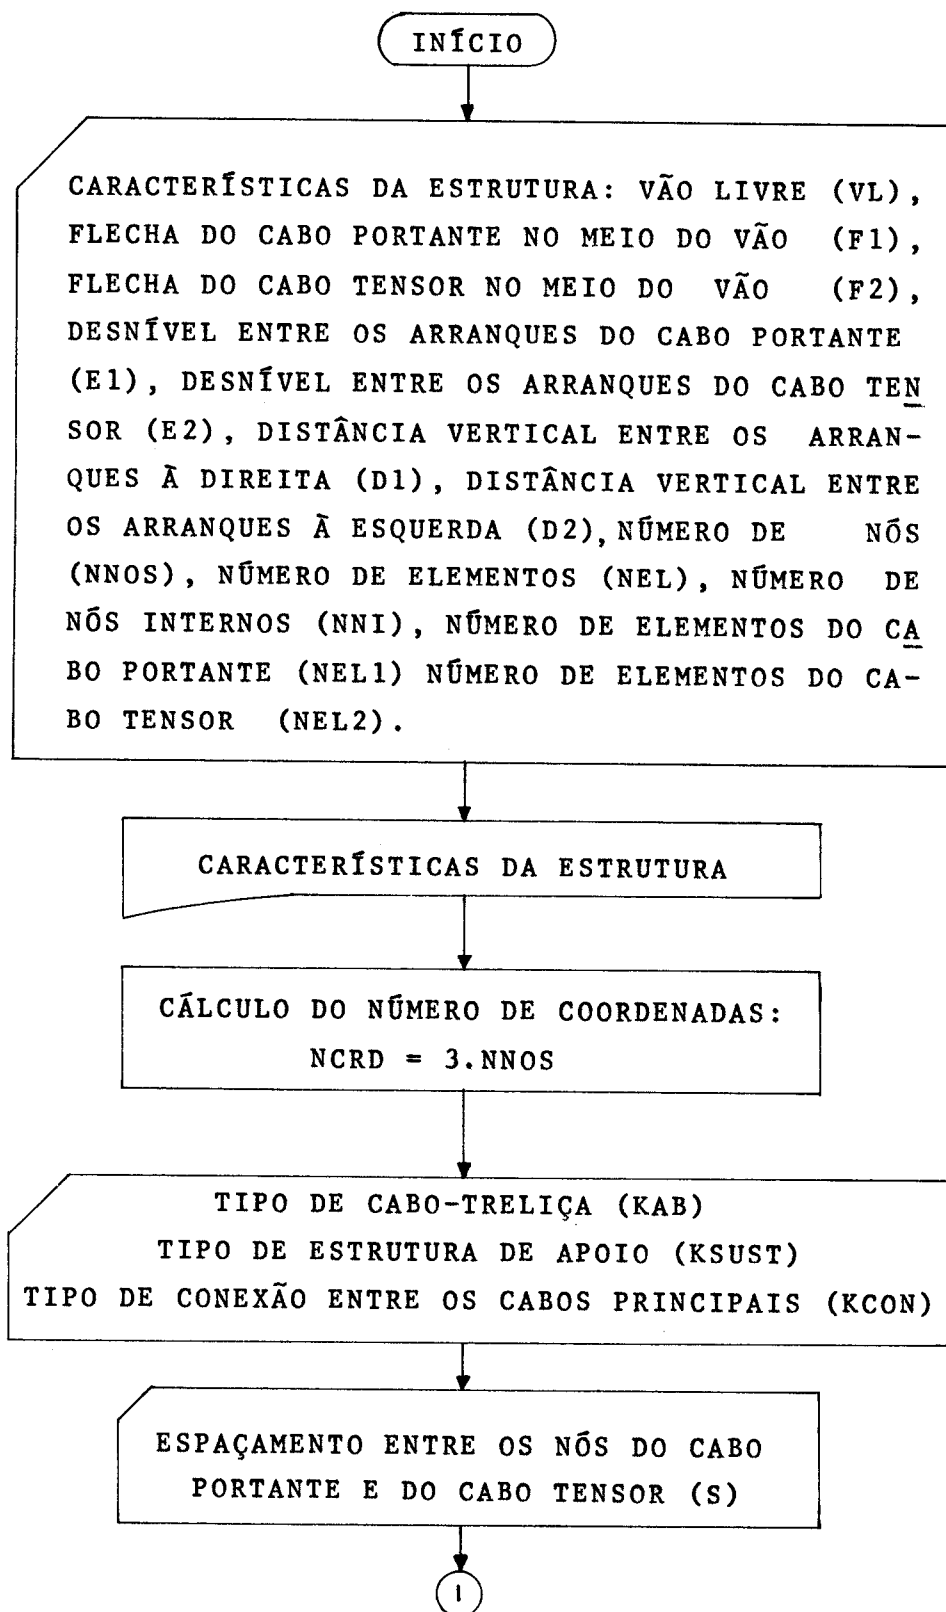 INÍCIO
CARACTERÍSTICAS DA ESTRUTURA: VÃO LIVRE (VL),
FLECHA DO CABO PORTANTE NO MEIO DO VÃO (F1),
FLECHA DO CABO TENSOR NO MEIO DO VÃO (F2),
DESNÍVEL ENTRE OS ARRANQUES DO CABO PORTANTE
(E1), DESNÍVEL ENTRE OS ARRANQUES DO CABO TEN
SOR (E2), DISTÂNCIA VERTICAL ENTRE OS ARRAN-
QUES À DIREITA (D1), DISTÂNCIA VERTICAL ENTRE
OS ARRANQUES À ESQUERDA (D2), NÚMERO DE NÓS
(NNOS), NÚMERO DE ELEMENTOS (NEL), NÚMERO DE
NÓS INTERNOS (NNI), NÚMERO DE ELEMENTOS DO CA
BO PORTANTE (NEL1) NÚMERO DE ELEMENTOS DO CA-
BO TENSOR (NEL2).
CARACTERÍSTICAS DA ESTRUTURA
CÁLCULO DO NÚMERO DE COORDENADAS:
NCRD = 3.NNOS
TIPO DE CABO-TRELIÇA (KAB)
TIPO DE ESTRUTURA DE APOIO (KSUST)
TIPO DE CONEXÃO ENTRE OS CABOS PRINCIPAIS (KCON)
ESPAÇAMENTO ENTRE OS NÓS DO CABO
PORTANTE E DO CABO TENSOR (S)
1